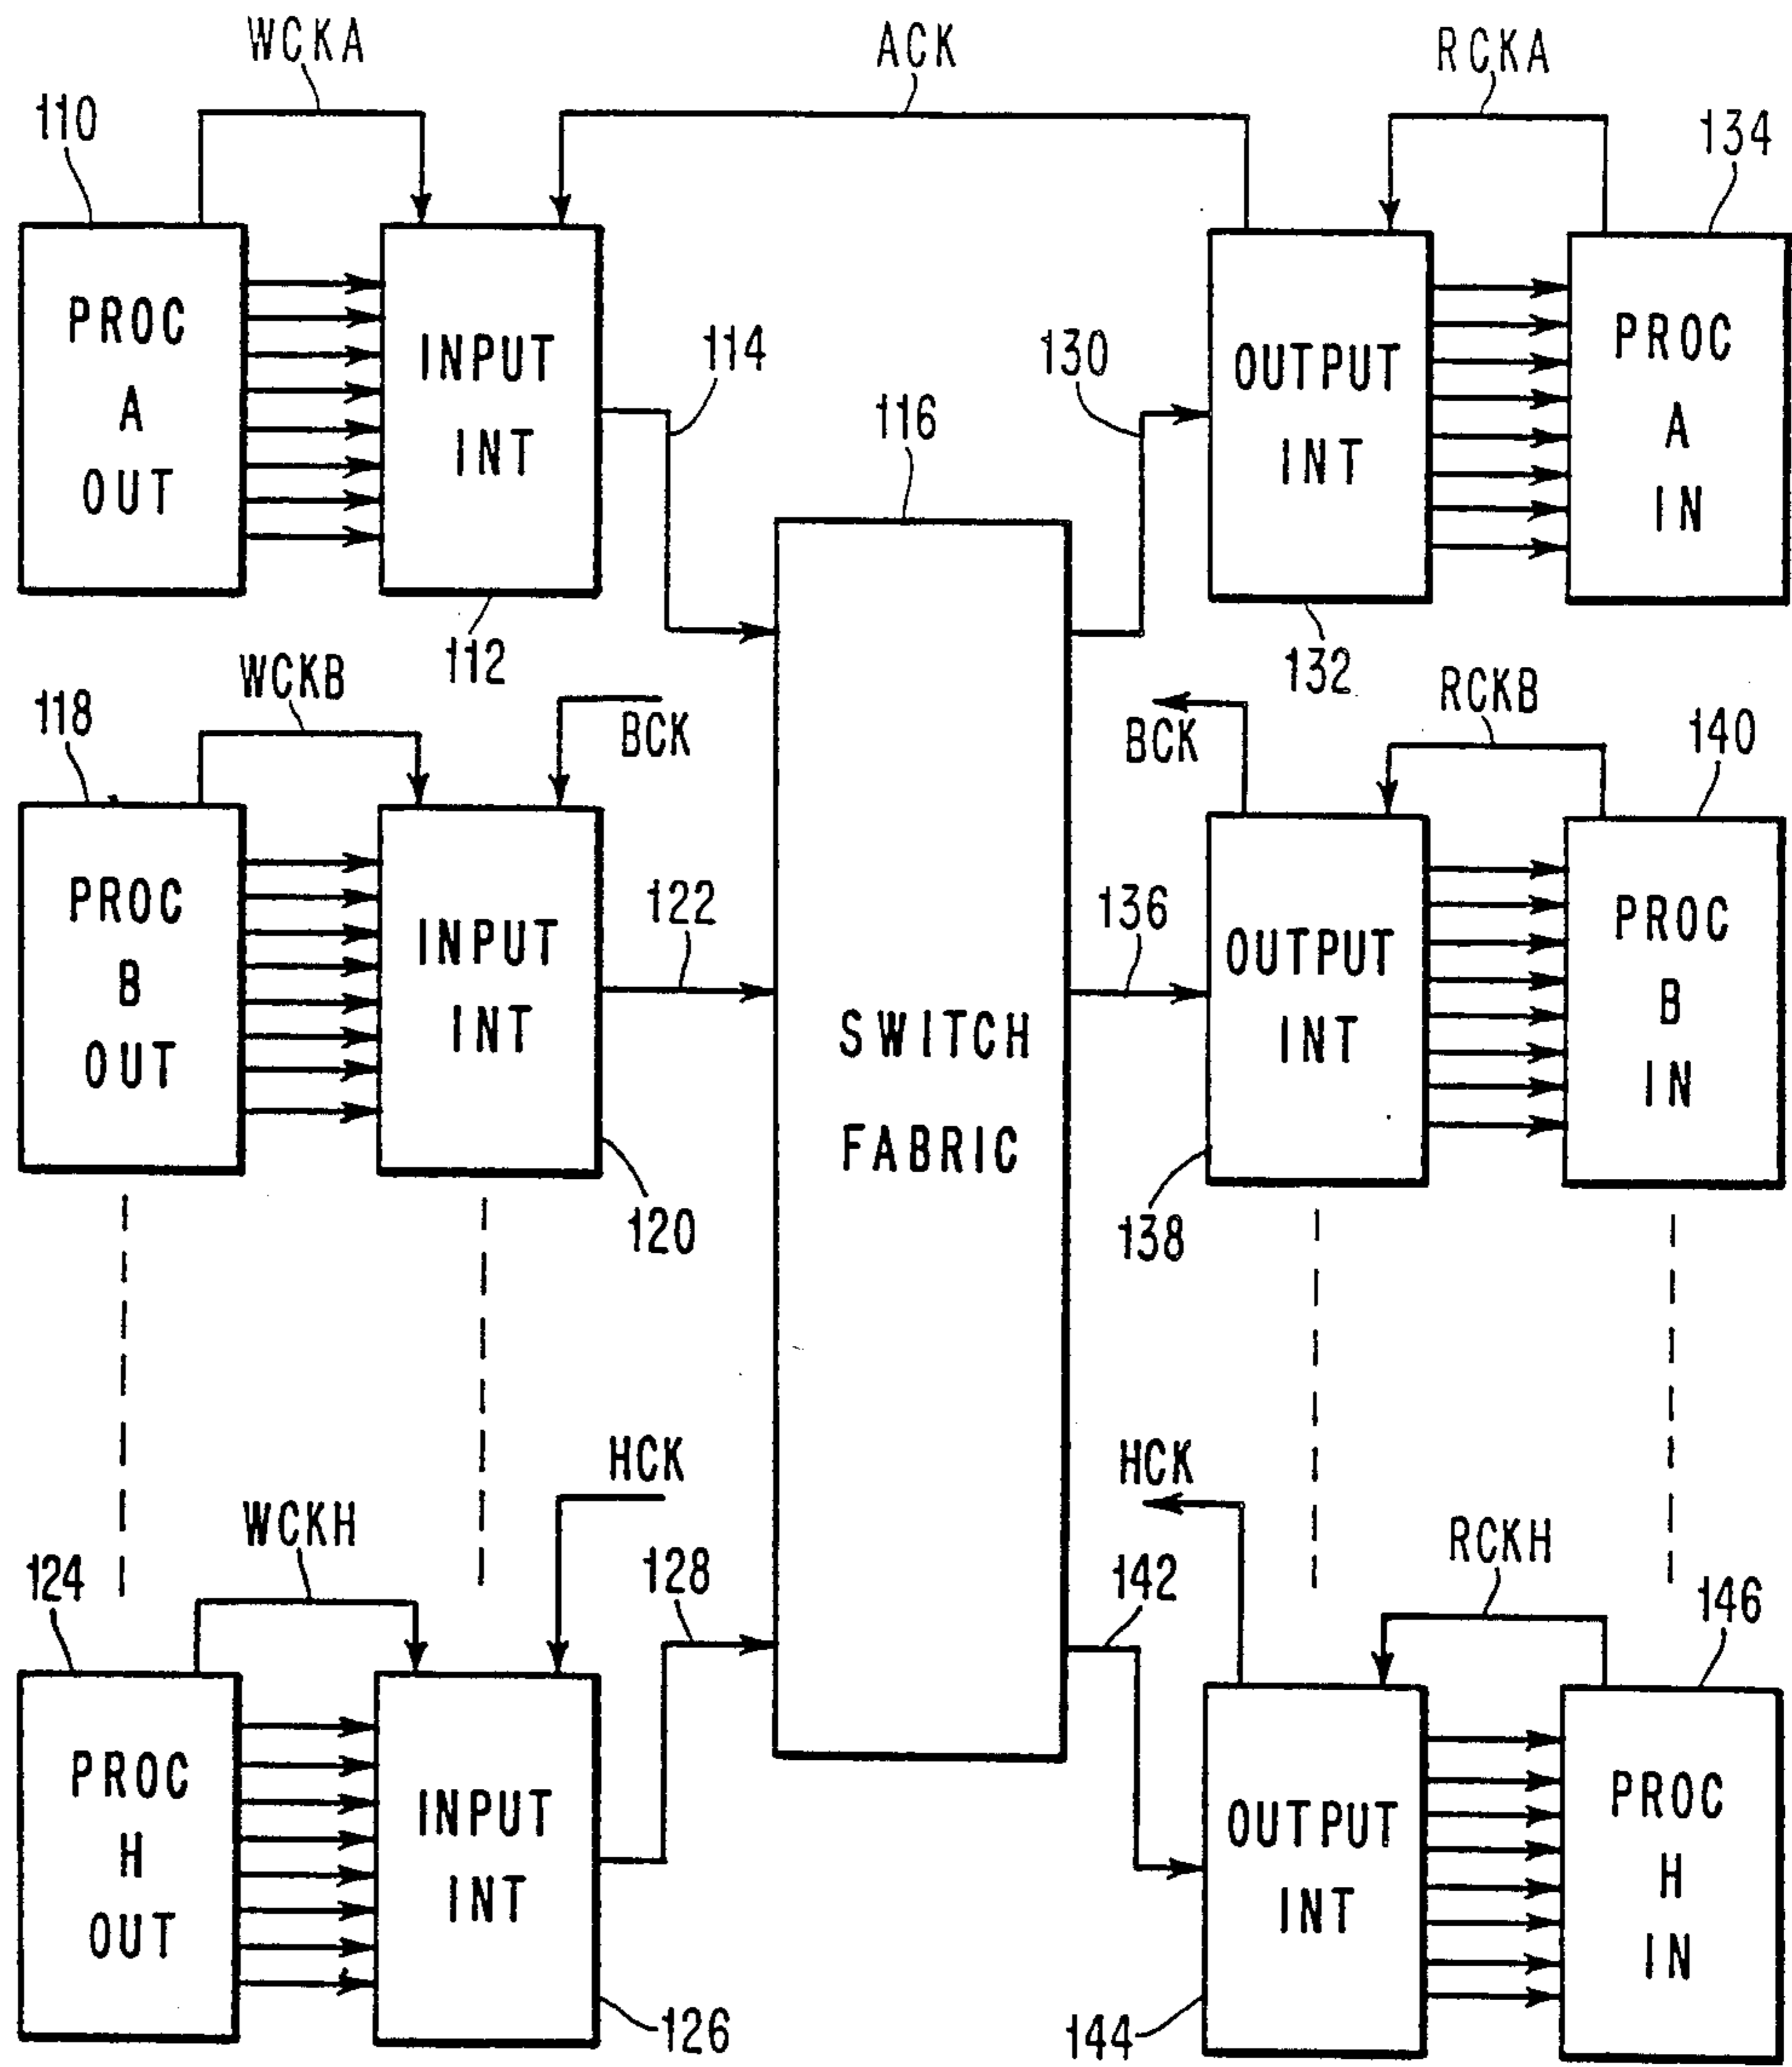 WCKA
ACK
RCKA
110
134
PROC
A
OUT
INPUT
INT
114
130
OUTPUT
INT
PROC
A
IN
116
112
132
118
WCKB
BCK
BCK
RCKB
140
PROC
B
OUT
INPUT
INT
122
136
OUTPUT
INT
PROC
B
IN
SWITCH
FABRIC
120
138
124
WCKH
HCK
HCK
RCKH
128
142
146
PROC
H
OUT
INPUT
INT
OUTPUT
INT
PROC
H
IN
126
144